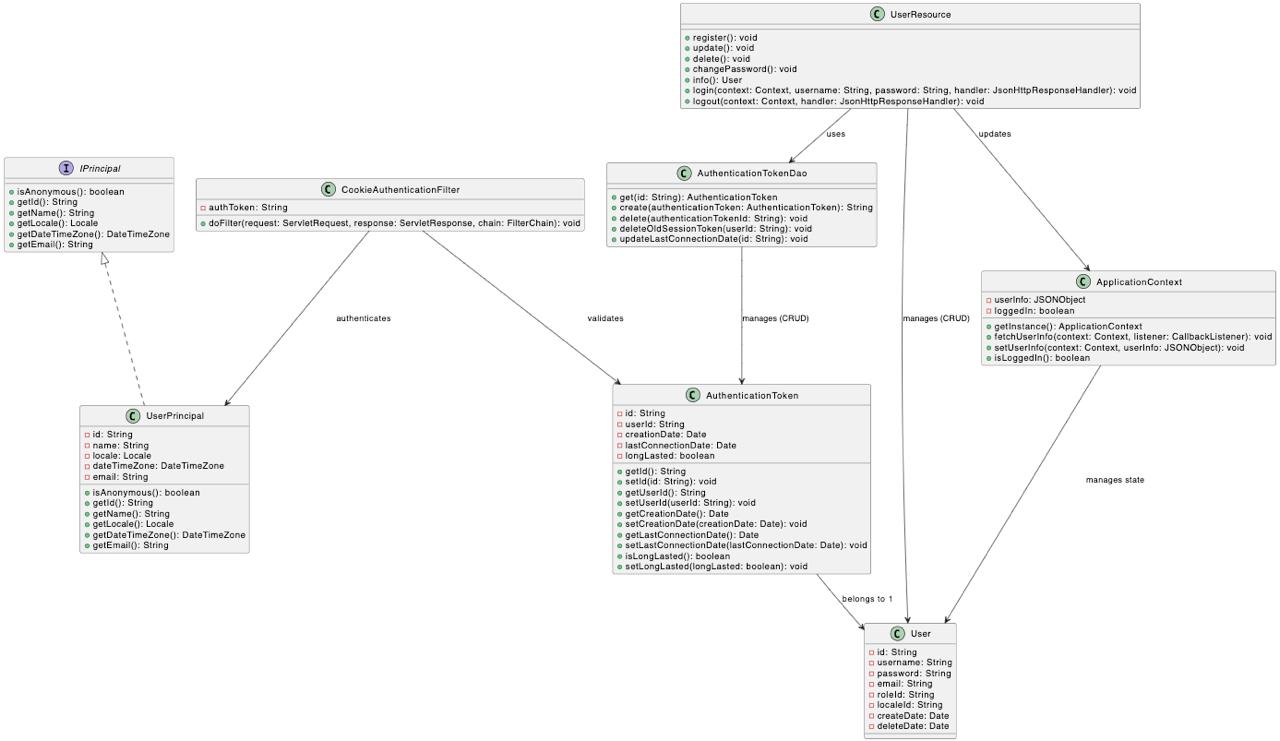 C UserResource
register(): void
update(): void
delete(): void
changePassword(): void
info(): User
login(context: Context, username: String, password: String, handler: JsonHttpResponseHandler): void
logout(context: Context, handler: JsonHttpResponseHandler): void
uses
updates
I IPrincipal
isAnonymous(): boolean
getId(): String
getName(): String
getLocale(): Locale
getDateTimeZone(): DateTimeZone
getEmail(): String
C CookieAuthenticationFilter
authToken: String
doFilter(request: ServletRequest, response: ServletResponse, chain: FilterChain): void
C AuthenticationTokenDao
get(id: String): AuthenticationToken
create(authenticationToken: AuthenticationToken): String
delete(authenticationTokenId: String): void
deleteOldSessionToken(userId: String): void
updateLastConnectionDate(id: String): void
C ApplicationContext
userInfo: JSONObject
loggedIn: boolean
getInstance(): ApplicationContext
fetchUserInfo(context: Context, listener: CallbackListener): void
setUserInfo(context: Context, userInfo: JSONObject): void
isLoggedIn(): boolean
authenticates
validates
manages (CRUD)
manages (CRUD)
C UserPrincipal
id: String
name: String
locale: Locale
dateTimeZone: DateTimeZone
email: String
isAnonymous(): boolean
getId(): String
getName(): String
getLocale(): Locale
getDateTimeZone(): DateTimeZone
getEmail(): String
C AuthenticationToken
id: String
userId: String
creationDate: Date
lastConnectionDate: Date
longLasted: boolean
getId(): String
setId(id: String): void
getUserId(): String
setUserId(userId: String): void
getCreationDate(): Date
setCreationDate(creationDate: Date): void
getLastConnectionDate(): Date
setLastConnectionDate(lastConnectionDate: Date): void
isLongLasted(): boolean
setLongLasted(longLasted: boolean): void
manages state
belongs to 1
C User
id: String
username: String
password: String
email: String
roleId: String
localeId: String
createDate: Date
deleteDate: Date